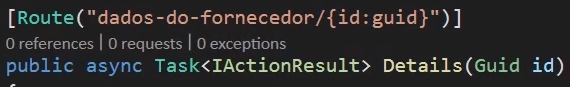 [Route("dados-do-fornecedor/{id:guid}")]
0 references | 0 requests | 0 exceptions
public async Task<IActionResult> Details(Guid id)